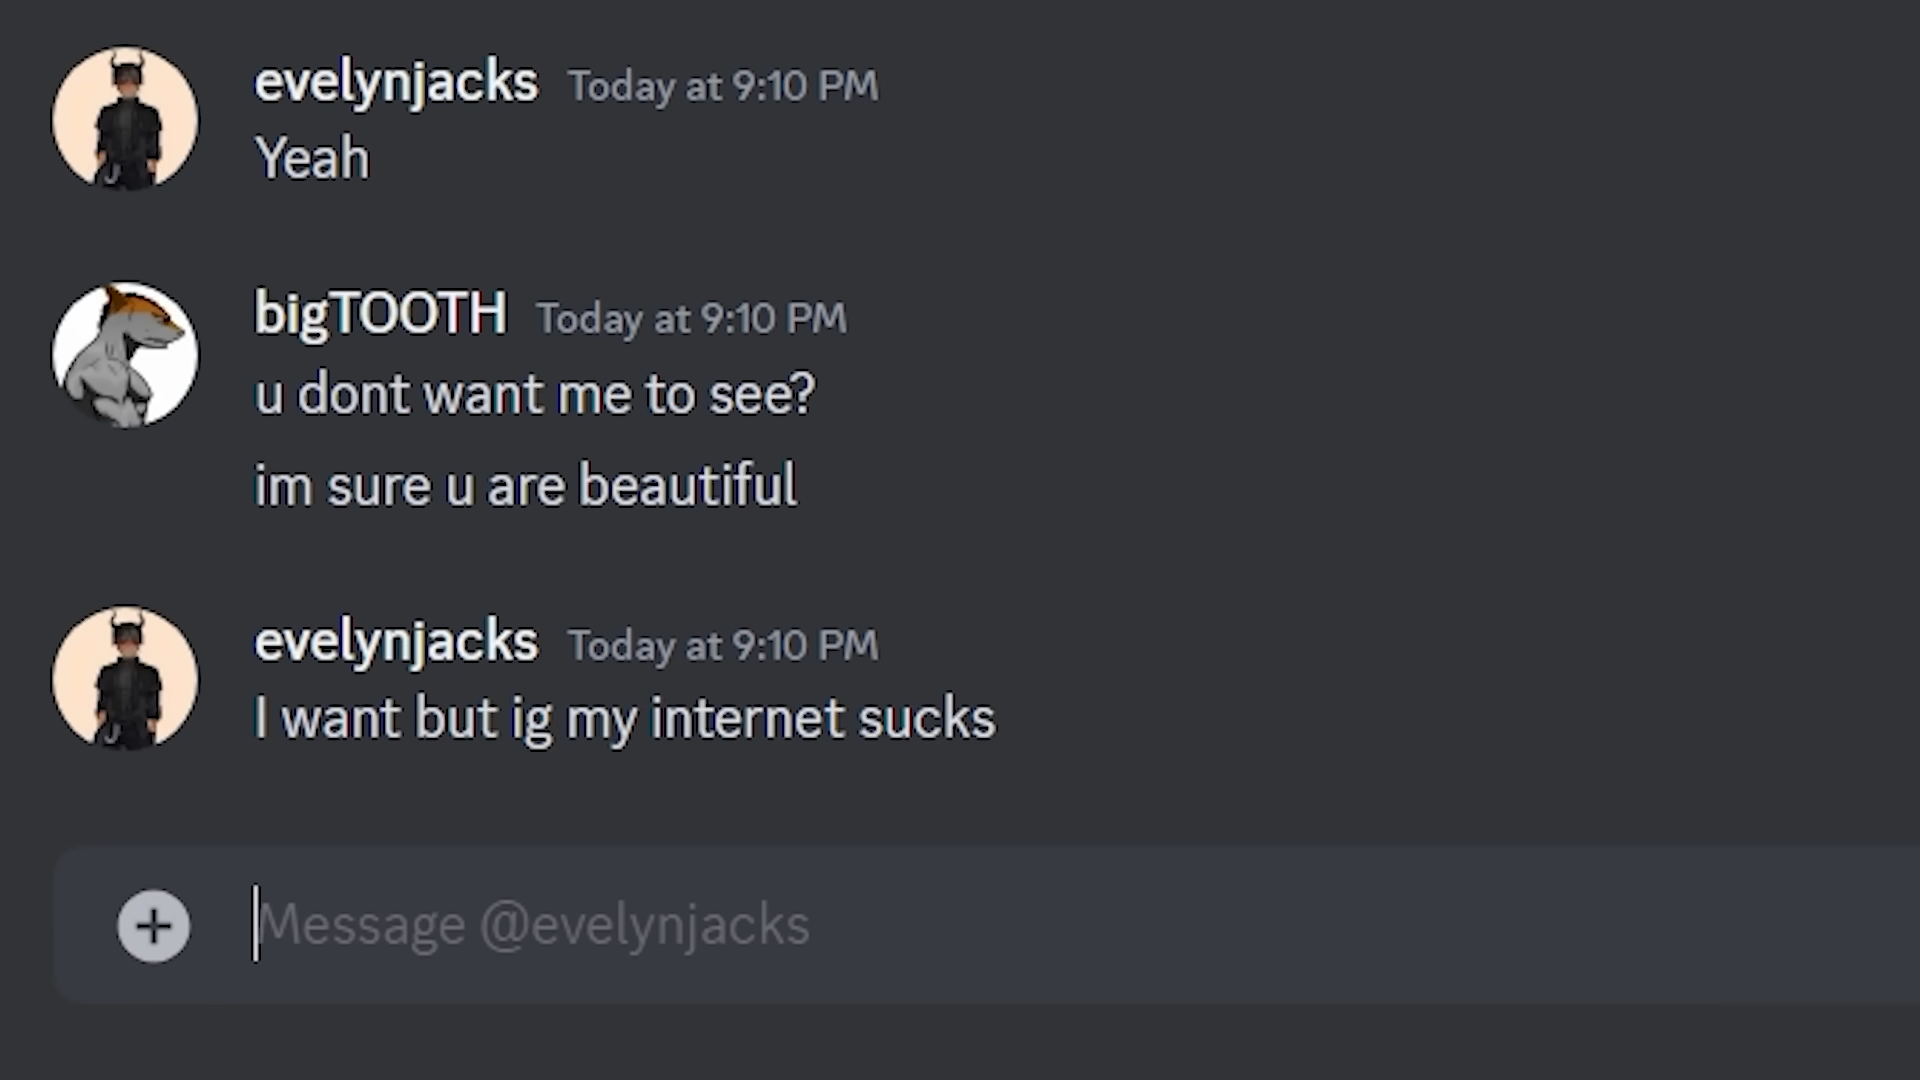 evelynjacks Today at 9:10 PM
Yeah
bigTOOTH Today at 9:10 PM
u dont want me to see?
im sure u are beautiful
evelynjacks Today at 9:10 PM
I want but ig my internet sucks
Message @evelynjacks